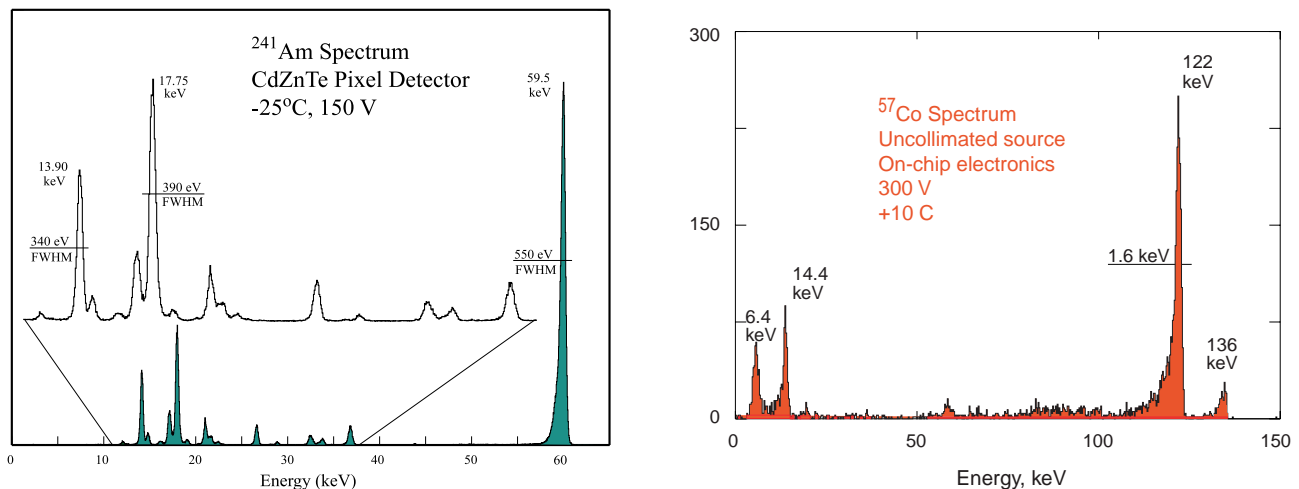 ²⁴¹Am Spectrum
CdZnTe Pixel Detector
-25°C, 150 V
17.75
keV
59.5
keV
13.90
keV
390 eV
FWHM
340 eV
FWHM
550 eV
FWHM
0 10 20 30 40 50 60
Energy (keV)
300
150
0
122
keV
⁵⁷Co Spectrum
Uncollimated source
On-chip electronics
300 V
+10 C
1.6 keV
14.4
keV
6.4
keV
136
keV
0 50 100 150
Energy, keV